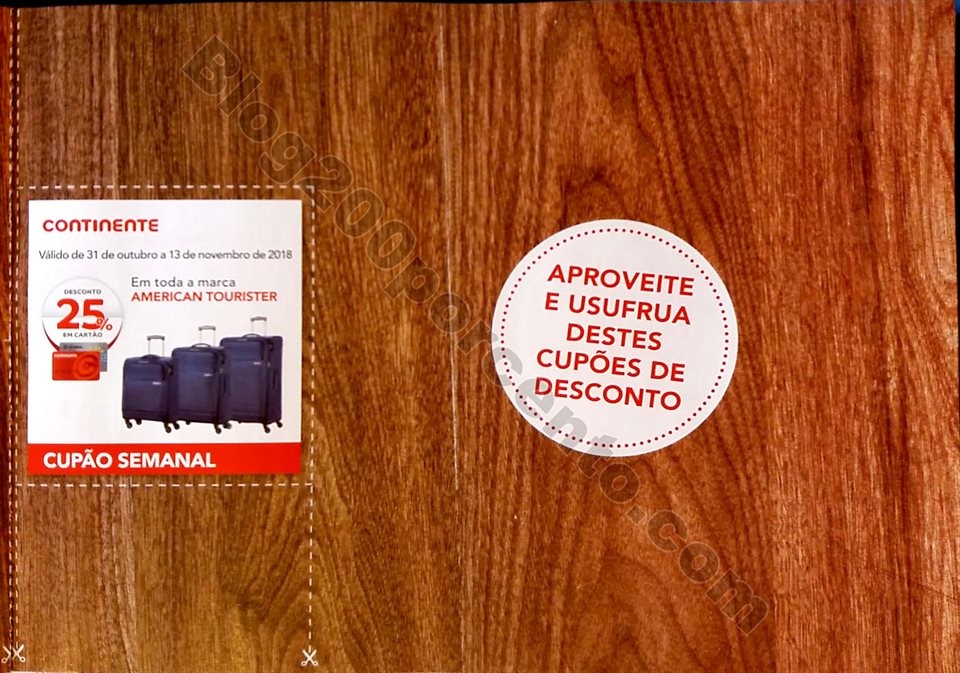 CONTINENTE
Válido de 31 de outubro a 13 de novembro de 2018
DESCONTO
25%
EM CARTÃO
Em toda a marca
AMERICAN TOURISTER
CUPÃO SEMANAL
APROVEITE
E USUFRUA
DESTES
CUPÕES DE
DESCONTO
Blog200porcento.com